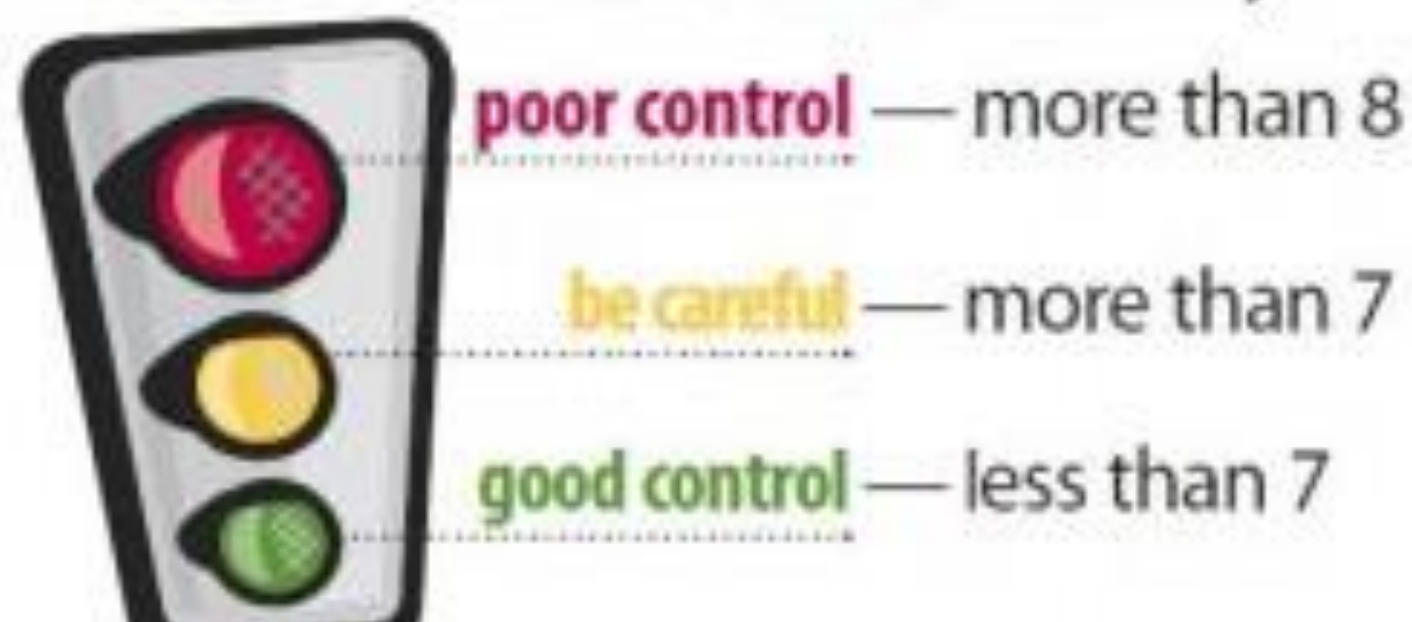 poor control — more than 8
be careful — more than 7
good control — less than 7